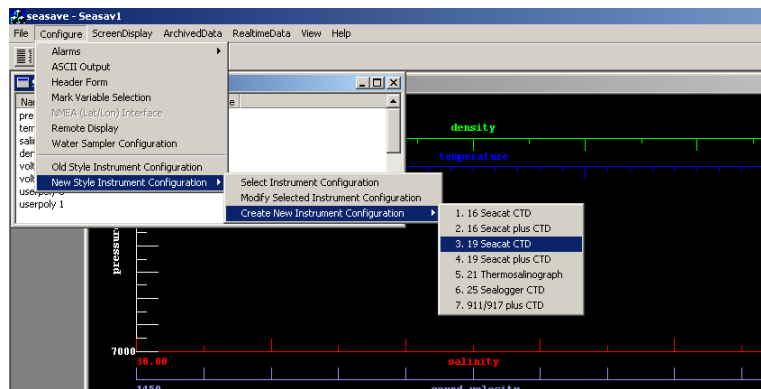 seasave - Seasav1
File Configure ScreenDisplay ArchivedData RealtimeData View Help
Alarms
ASCII Output
Header Form
Mark Variable Selection
NMEA (Lat/Lon) Interface
Remote Display
Water Sampler Configuration
Old Style Instrument Configuration
New Style Instrument Configuration
Select Instrument Configuration
Modify Selected Instrument Configuration
Create New Instrument Configuration
1. 16 Seacat CTD
2. 16 Seacat plus CTD
3. 19 Seacat CTD
4. 19 Seacat plus CTD
5. 21 Thermosalinograph
6. 25 Sealogger CTD
7. 911/917 plus CTD
userpoly 1
density
temperature
pressure
7000
30.00
salinity